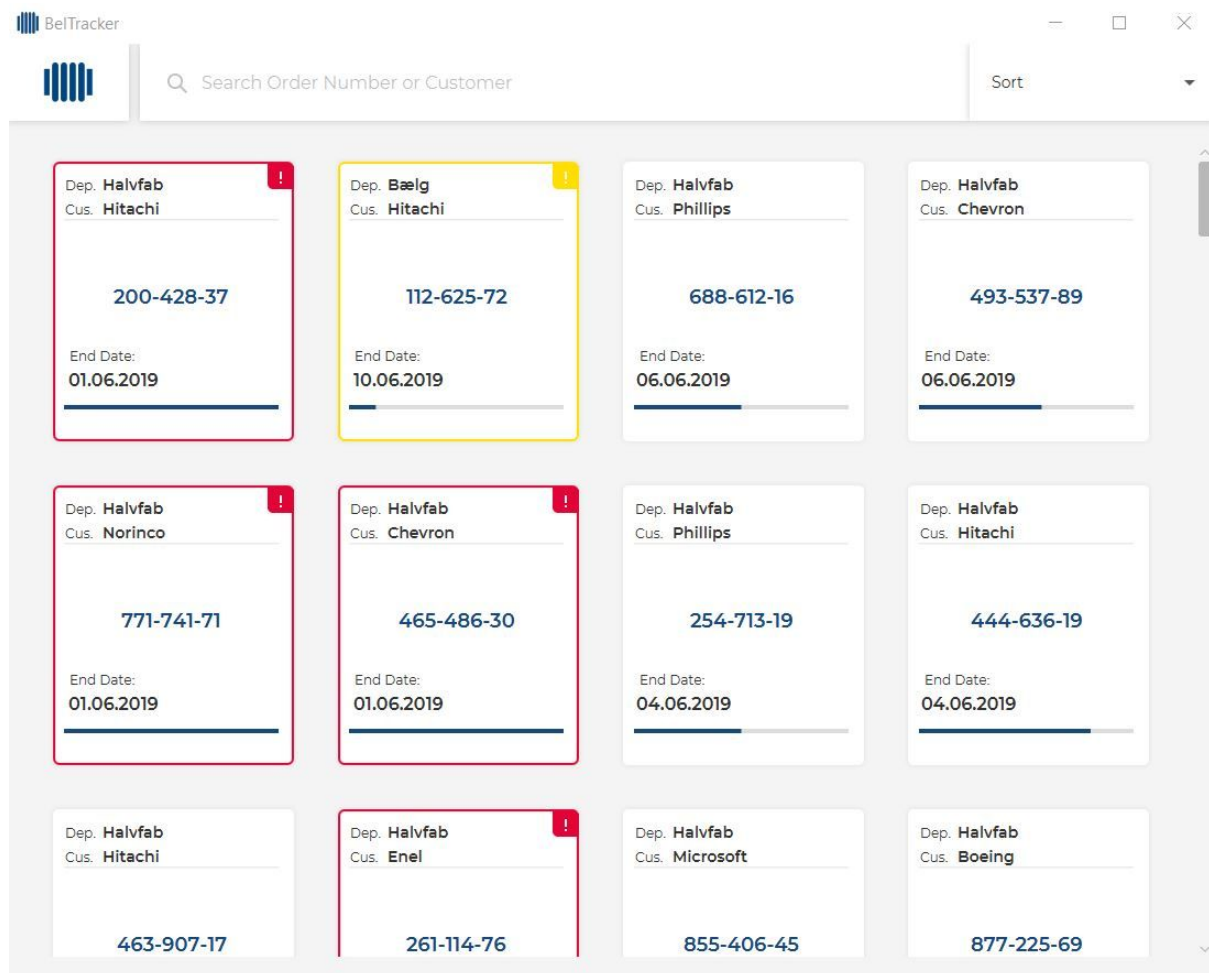 BelTracker
Search Order Number or Customer
Sort
!
Dep. Halvfab
Cus. Hitachi
200-428-37
End Date:
01.06.2019
!
Dep. Bælg
Cus. Hitachi
112-625-72
End Date:
10.06.2019
Dep. Halvfab
Cus. Phillips
688-612-16
End Date:
06.06.2019
Dep. Halvfab
Cus. Chevron
493-537-89
End Date:
06.06.2019
!
Dep. Halvfab
Cus. Norinco
771-741-71
End Date:
01.06.2019
!
Dep. Halvfab
Cus. Chevron
465-486-30
End Date:
01.06.2019
Dep. Halvfab
Cus. Phillips
254-713-19
End Date:
04.06.2019
Dep. Halvfab
Cus. Hitachi
444-636-19
End Date:
04.06.2019
Dep. Halvfab
Cus. Hitachi
463-907-17
!
Dep. Halvfab
Cus. Enel
261-114-76
Dep. Halvfab
Cus. Microsoft
855-406-45
Dep. Halvfab
Cus. Boeing
877-225-69